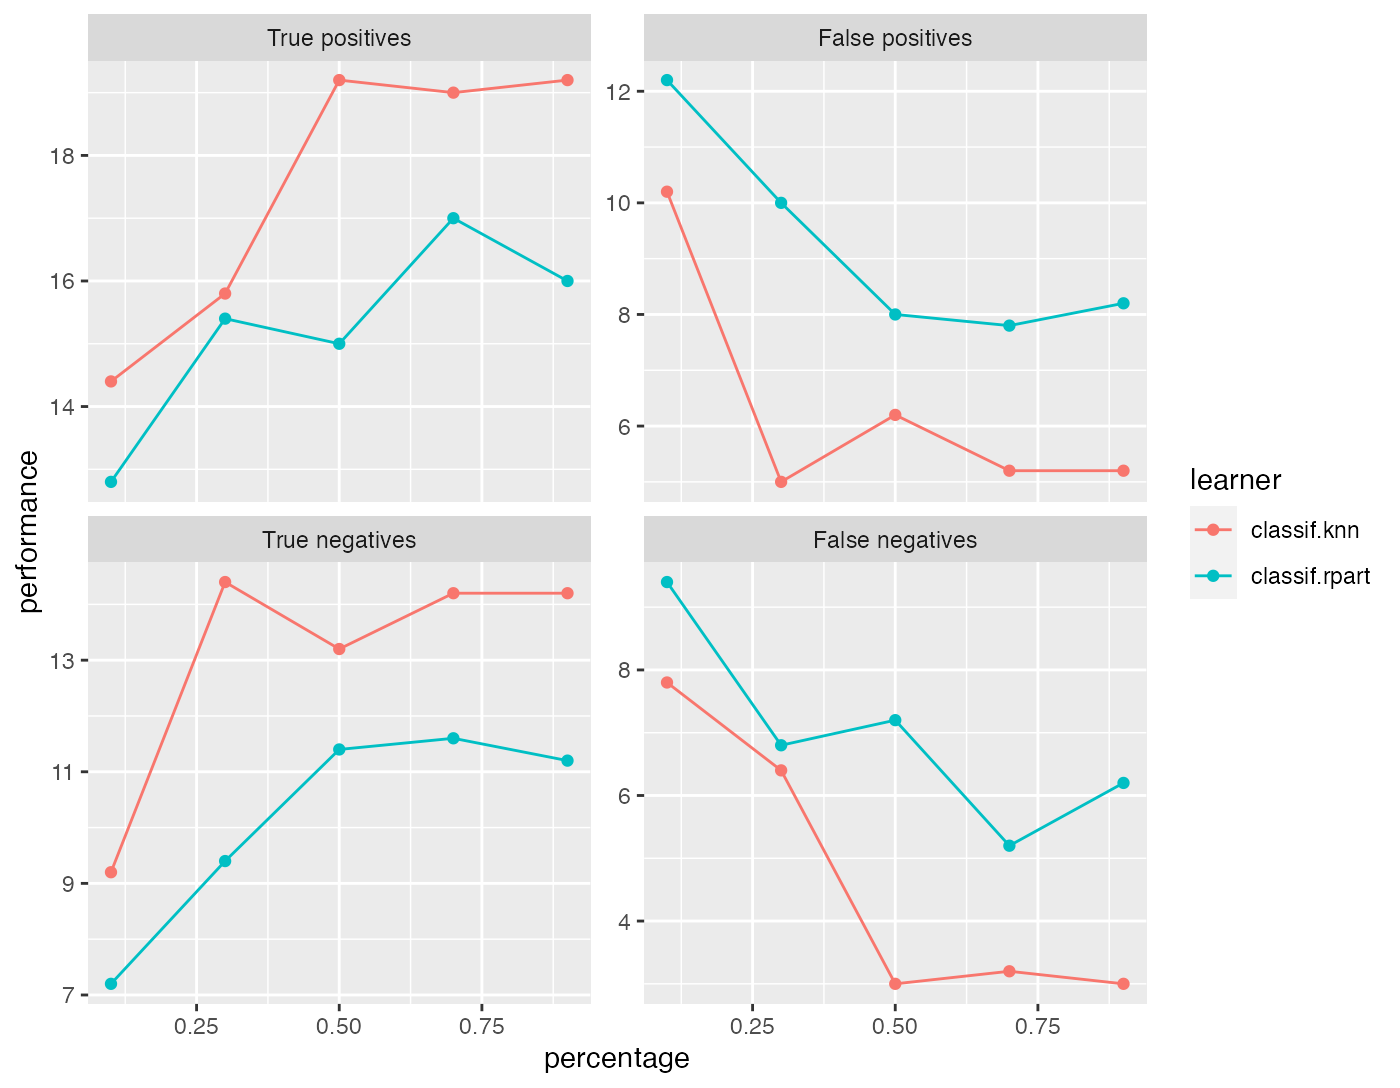 True positives
False positives
18
16
14
12
10
8
6
True negatives
False negatives
13
11
9
7
8
6
4
0.25
0.50
0.75
0.25
0.50
0.75
percentage
performance
learner
classif.knn
classif.rpart